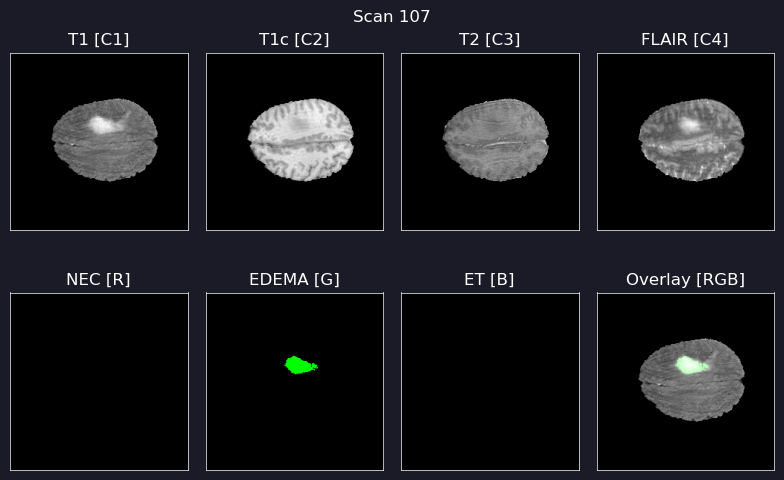 Scan 107
T1 [C1]
T1c [C2]
T2 [C3]
FLAIR [C4]
NEC [R]
EDEMA [G]
ET [B]
Overlay [RGB]